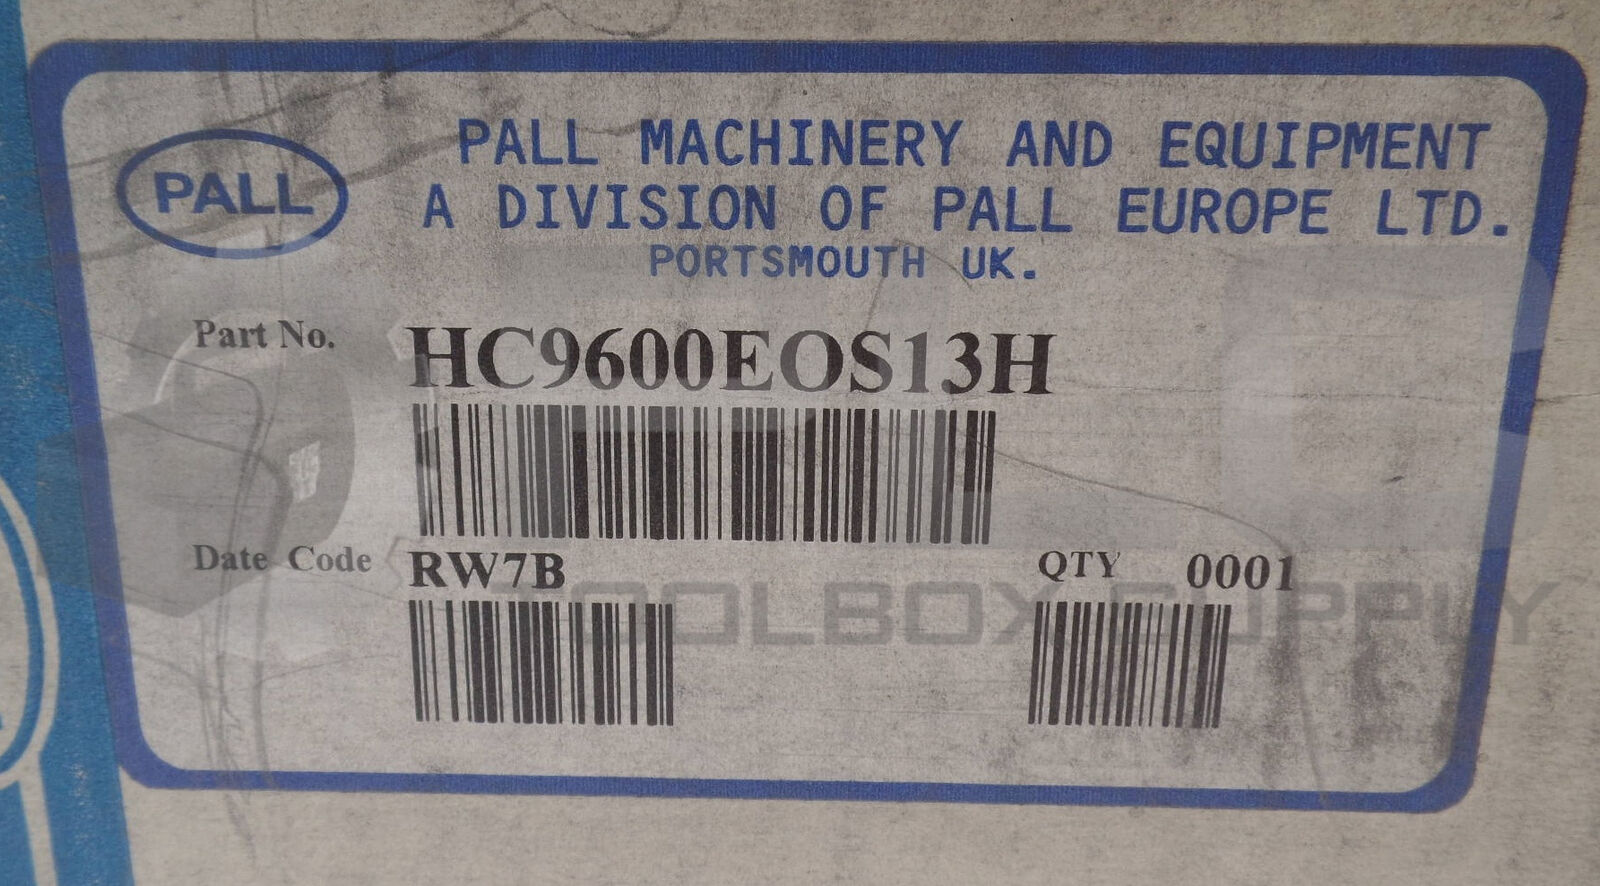 PALL
PALL MACHINERY AND EQUIPMENT
A DIVISION OF PALL EUROPE LTD.
PORTSMOUTH UK.
Part No. HC9600EOS13H
Date Code RW7B QTY 0001
TOOLBOX SUPPLY